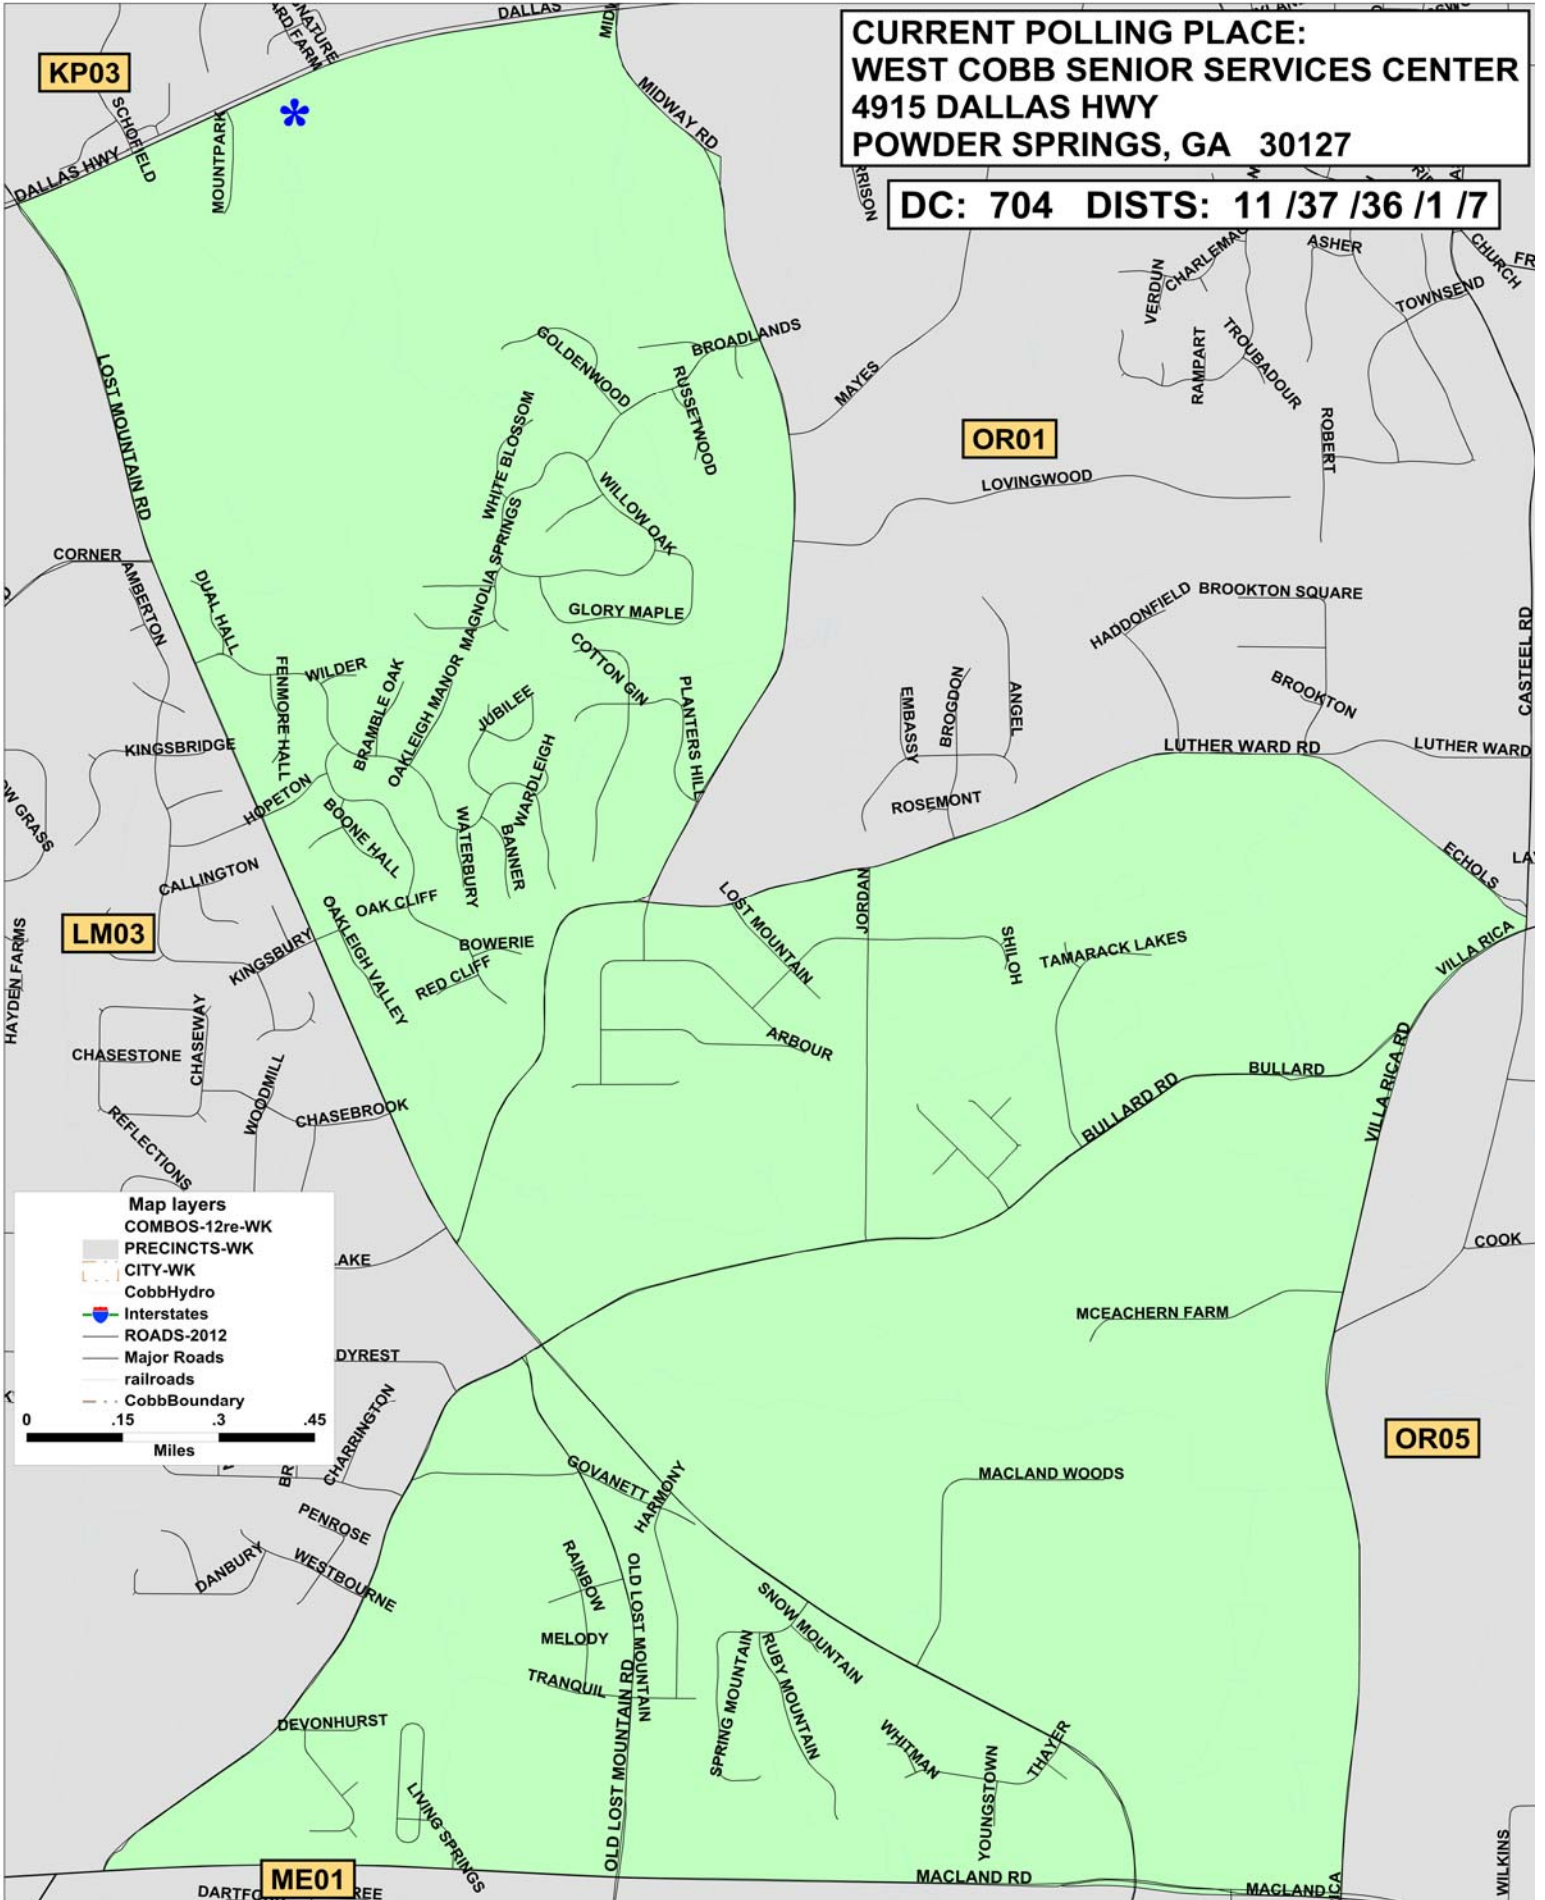 DALLAS
KP03
SCHOFIELD
MOUNTPARK
*
DALLAS HWY
MIDWAY RD
CURRENT POLLING PLACE:
WEST COBB SENIOR SERVICES CENTER
4915 DALLAS HWY
POWDER SPRINGS, GA 30127
DC: 704 DISTS: 11 /37 /36 /1 /7
VERDUN
ASHER
CHURCH
TOWNSEND
RAMPART
TROUBADOUR
ROBERT
MAYES
OR01
LOVINGWOOD
LOST MOUNTAIN RD
GOLDENWOOD
BROADLANDS
RUSSETWOOD
WHITE BLOSSOM
WILLOW OAK
MAGNOLIA SPRINGS
GLORY MAPLE
CORNER
AMBERTON
DUAL HALL
FENMORE HALL
WILDER
BRAMBLE OAK
OAKLEIGH MANOR
JUBILEE
COTTON GIN
PLANTERS HILL
WARDLEIGH
KINGSBRIDGE
HOPETON
BOONE HALL
WATERBURY
BANNER
HADDONFIELD
BROOKTON SQUARE
BROOKTON
CASTEEL RD
EMBASSY
BROGDON
ANGEL
ROSEMONT
LUTHER WARD RD
LUTHER WARD
ECHOLS
CALLINGTON
LM03
KINGSBURY
OAK CLIFF
OAKLEIGH VALLEY
BOWERIE
RED CLIFF
HAYDEN FARMS
CHASESTONE
CHASEWAY
WOODMILL
CHASEBROOK
REFLECTIONS
LOST MOUNTAIN
JORDAN
SHILOH
TAMARACK LAKES
ARBOUR
VILLA RICA
VILLA RICA RD
BULLARD RD
BULLARD
COOK
MCEACHERN FARM
OR05
Map layers
COMBOS-12re-WK
PRECINCTS-WK
CITY-WK
CobbHydro
Interstates
ROADS-2012
Major Roads
railroads
CobbBoundary
0 .15 .3 .45
Miles
DYREST
CHARRINGTON
PENROSE
DANBURY
WESTBOURNE
GOVANETT
HARMONY
MACLAND WOODS
RAINBOW
OLD LOST MOUNTAIN
MELODY
TRANQUIL
OLD LOST MOUNTAIN RD
SNOW MOUNTAIN
SPRING MOUNTAIN
RUBY MOUNTAIN
WHITMAN
YOUNGSTOWN
THAYER
DEVONHURST
LIVING SPRINGS
ME01
MACLAND RD
MACLAND
WILKINS